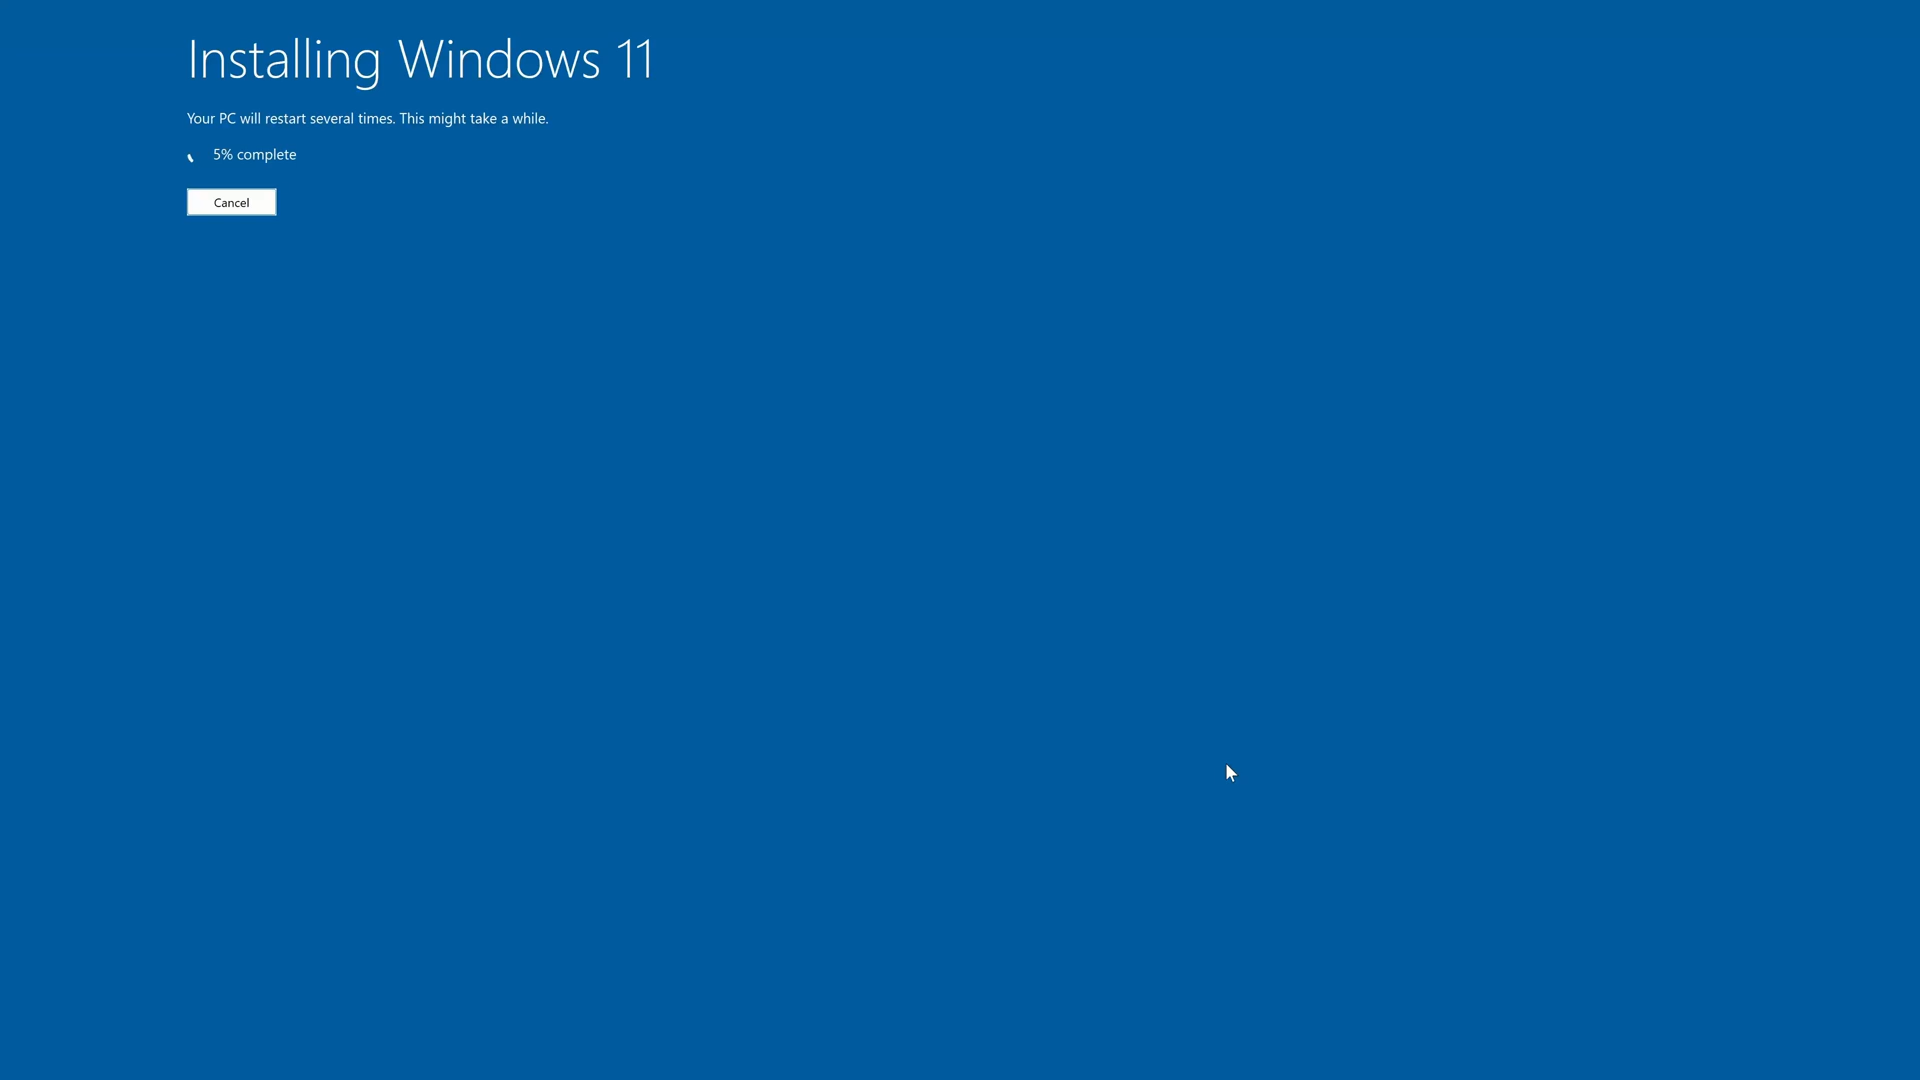 Installing Windows 11
Your PC will restart several times. This might take a while.
5% complete
Cancel